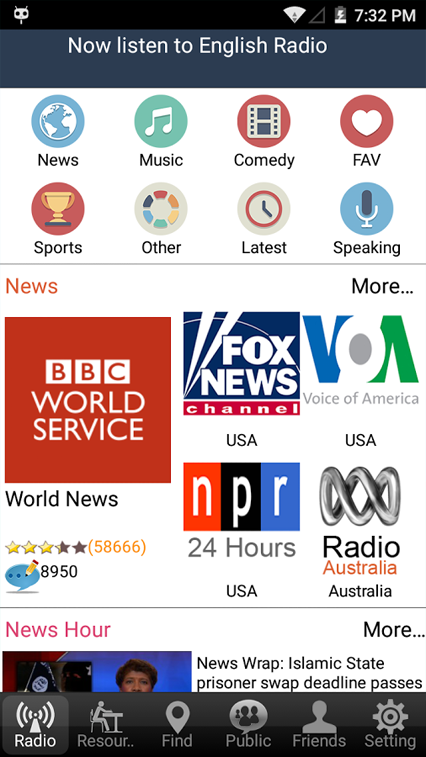 7:32 PM
Now listen to English Radio
News
Music
Comedy
FAV
Sports
Other
Latest
Speaking
News
More...
BBC
WORLD
SERVICE
FOX
NEWS
channel
USA
VOA
Voice of America
USA
World News
(58666)
8950
npr
24 Hours
USA
Radio
Australia
Australia
News Hour
More...
News Wrap: Islamic State
prisoner swap deadline passes
Radio
Resour..
Find
Public
Friends
Setting